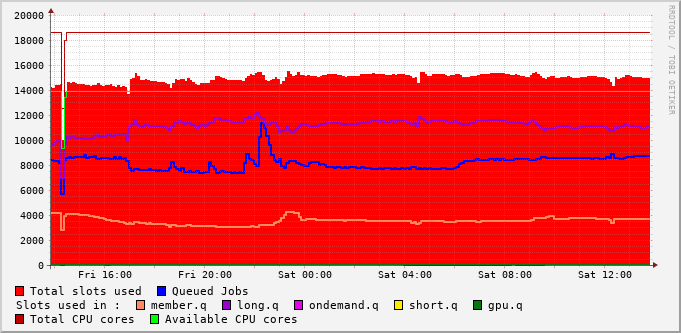 20000
18000
16000
14000
12000
10000
8000
6000
4000
2000
0
Fri 16:00 Fri 20:00 Sat 00:00 Sat 04:00 Sat 08:00 Sat 12:00
Total slots used Queued Jobs
Slots used in : member.q long.q ondemand.q short.q gpu.q
Total CPU cores Available CPU cores
RRDTOOL / TOBI OETIKER